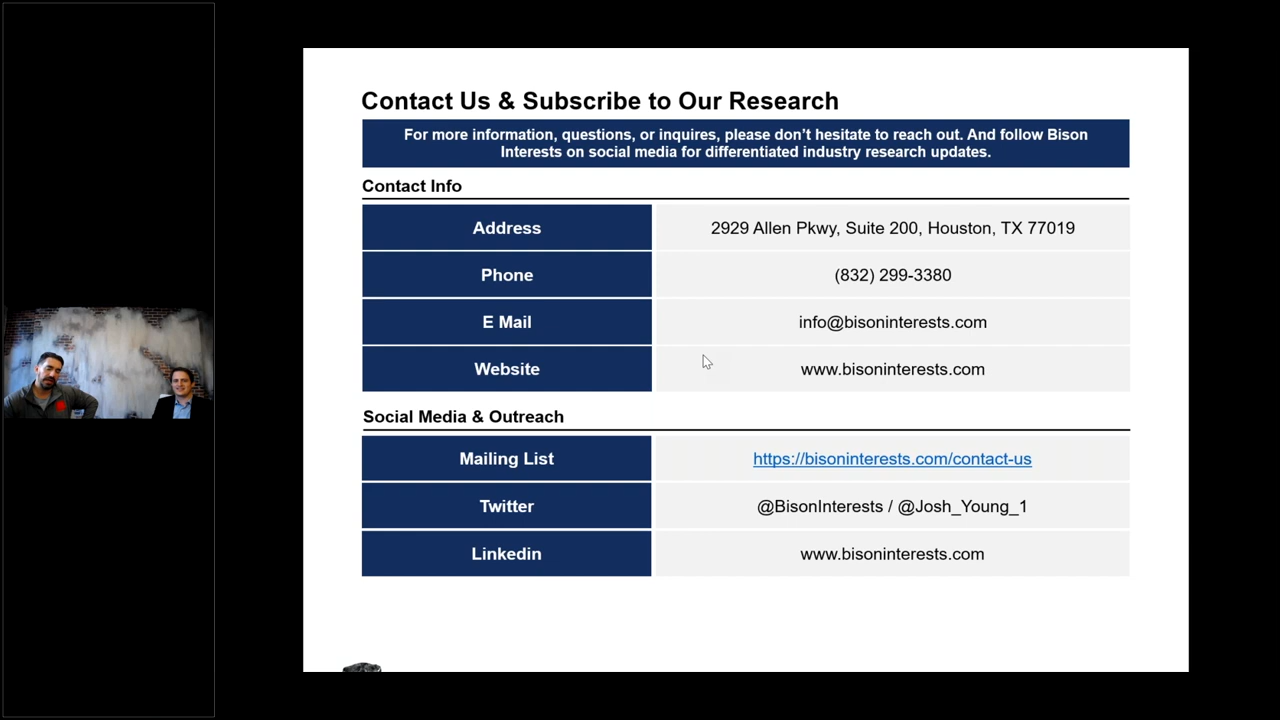 Contact Us & Subscribe to Our Research
For more information, questions, or inquires, please don’t hesitate to reach out. And follow Bison
Interests on social media for differentiated industry research updates.
Contact Info
Address 2929 Allen Pkwy, Suite 200, Houston, TX 77019
Phone (832) 299-3380
E Mail info@bisoninterests.com
Website www.bisoninterests.com
Social Media & Outreach
Mailing List https://bisoninterests.com/contact-us
Twitter @BisonInterests / @Josh_Young_1
Linkedin www.bisoninterests.com